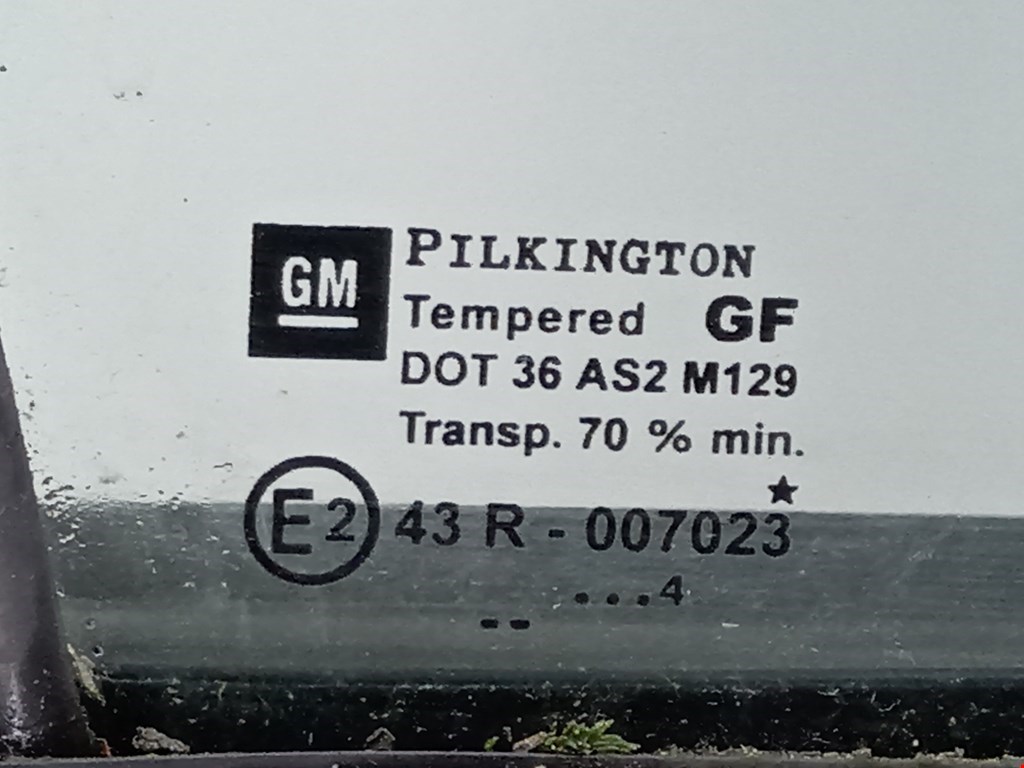 GM
PILKINGTON
Tempered GF
DOT 36 AS2 M129
Transp. 70 % min.
E2 43 R - 007023
...4
--